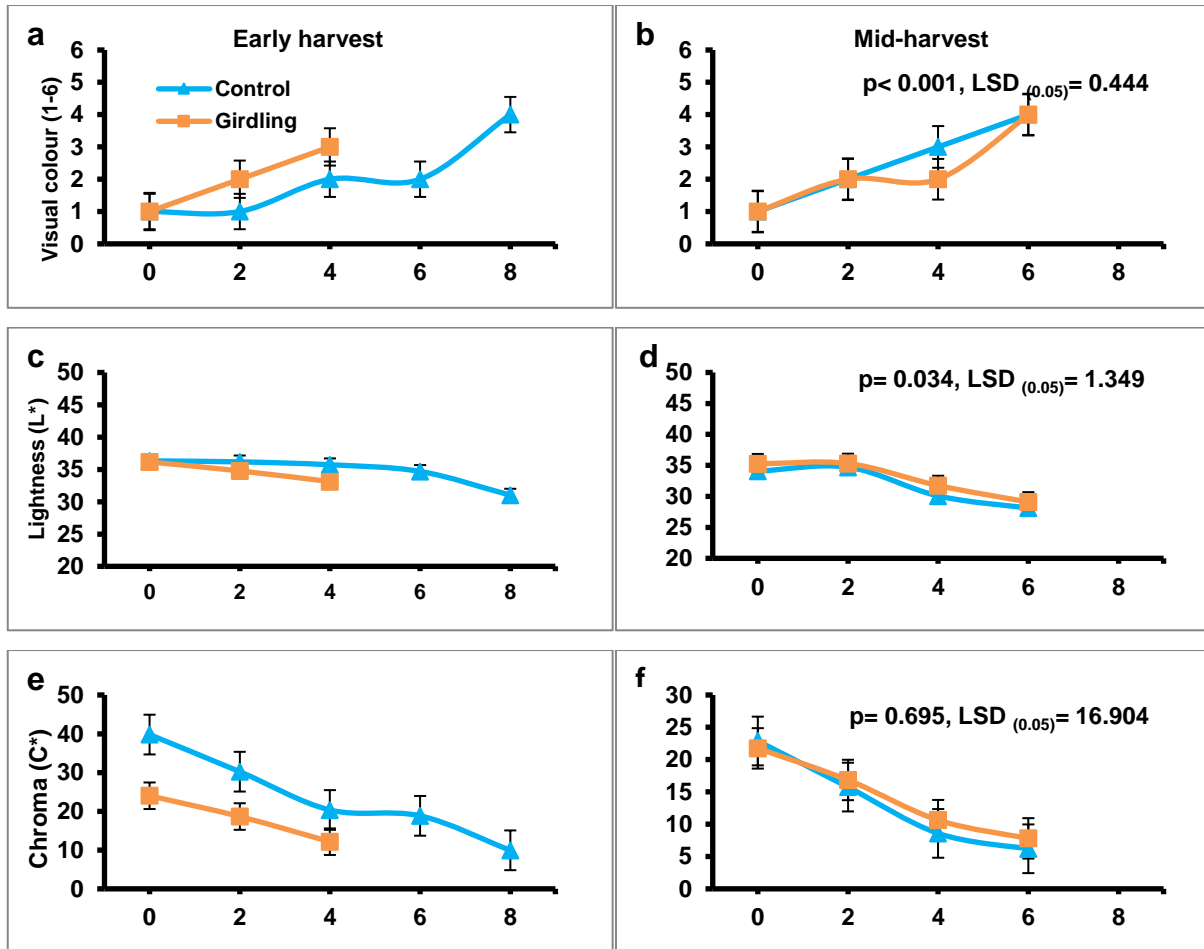 a
Early harvest
Visual colour (1-6)
6
5
4
3
2
1
0
Control
Girdling
0 2 4 6 8
b
Mid-harvest
p< 0.001, LSD (0.05)= 0.444
6
5
4
3
2
1
0
0 2 4 6 8
c
Lightness (L*)
50
45
40
35
30
25
20
0 2 4 6 8
d
p= 0.034, LSD (0.05)= 1.349
50
45
40
35
30
25
20
0 2 4 6 8
e
Chroma (C*)
50
40
30
20
10
0
0 2 4 6 8
f
p= 0.695, LSD (0.05)= 16.904
30
25
20
15
10
5
0
0 2 4 6 8